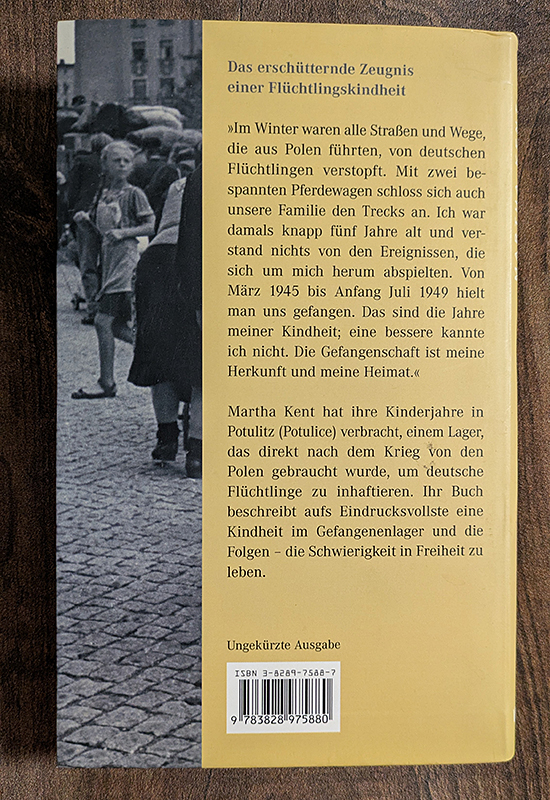 Das erschütternde Zeugnis
einer Flüchtlingskindheit
»Im Winter waren alle Straßen und Wege,
die aus Polen führten, von deutschen
Flüchtlingen verstopft. Mit zwei be-
spannten Pferdewagen schloss sich auch
unsere Familie den Trecks an. Ich war
damals knapp fünf Jahre alt und ver-
stand nichts von den Ereignissen, die
sich um mich herum abspielten. Von
März 1945 bis Anfang Juli 1949 hielt
man uns gefangen. Das sind die Jahre
meiner Kindheit; eine bessere kannte
ich nicht. Die Gefangenschaft ist meine
Herkunft und meine Heimat.«
Martha Kent hat ihre Kinderjahre in
Potulitz (Potulice) verbracht, einem Lager,
das direkt nach dem Krieg von den
Polen gebraucht wurde, um deutsche
Flüchtlinge zu inhaftieren. Ihr Buch
beschreibt aufs Eindrucksvollste eine
Kindheit im Gefangenenlager und die
Folgen – die Schwierigkeit in Freiheit zu
leben.
Ungekürzte Ausgabe
ISBN 3-8289-7588-7
9 783828 975880